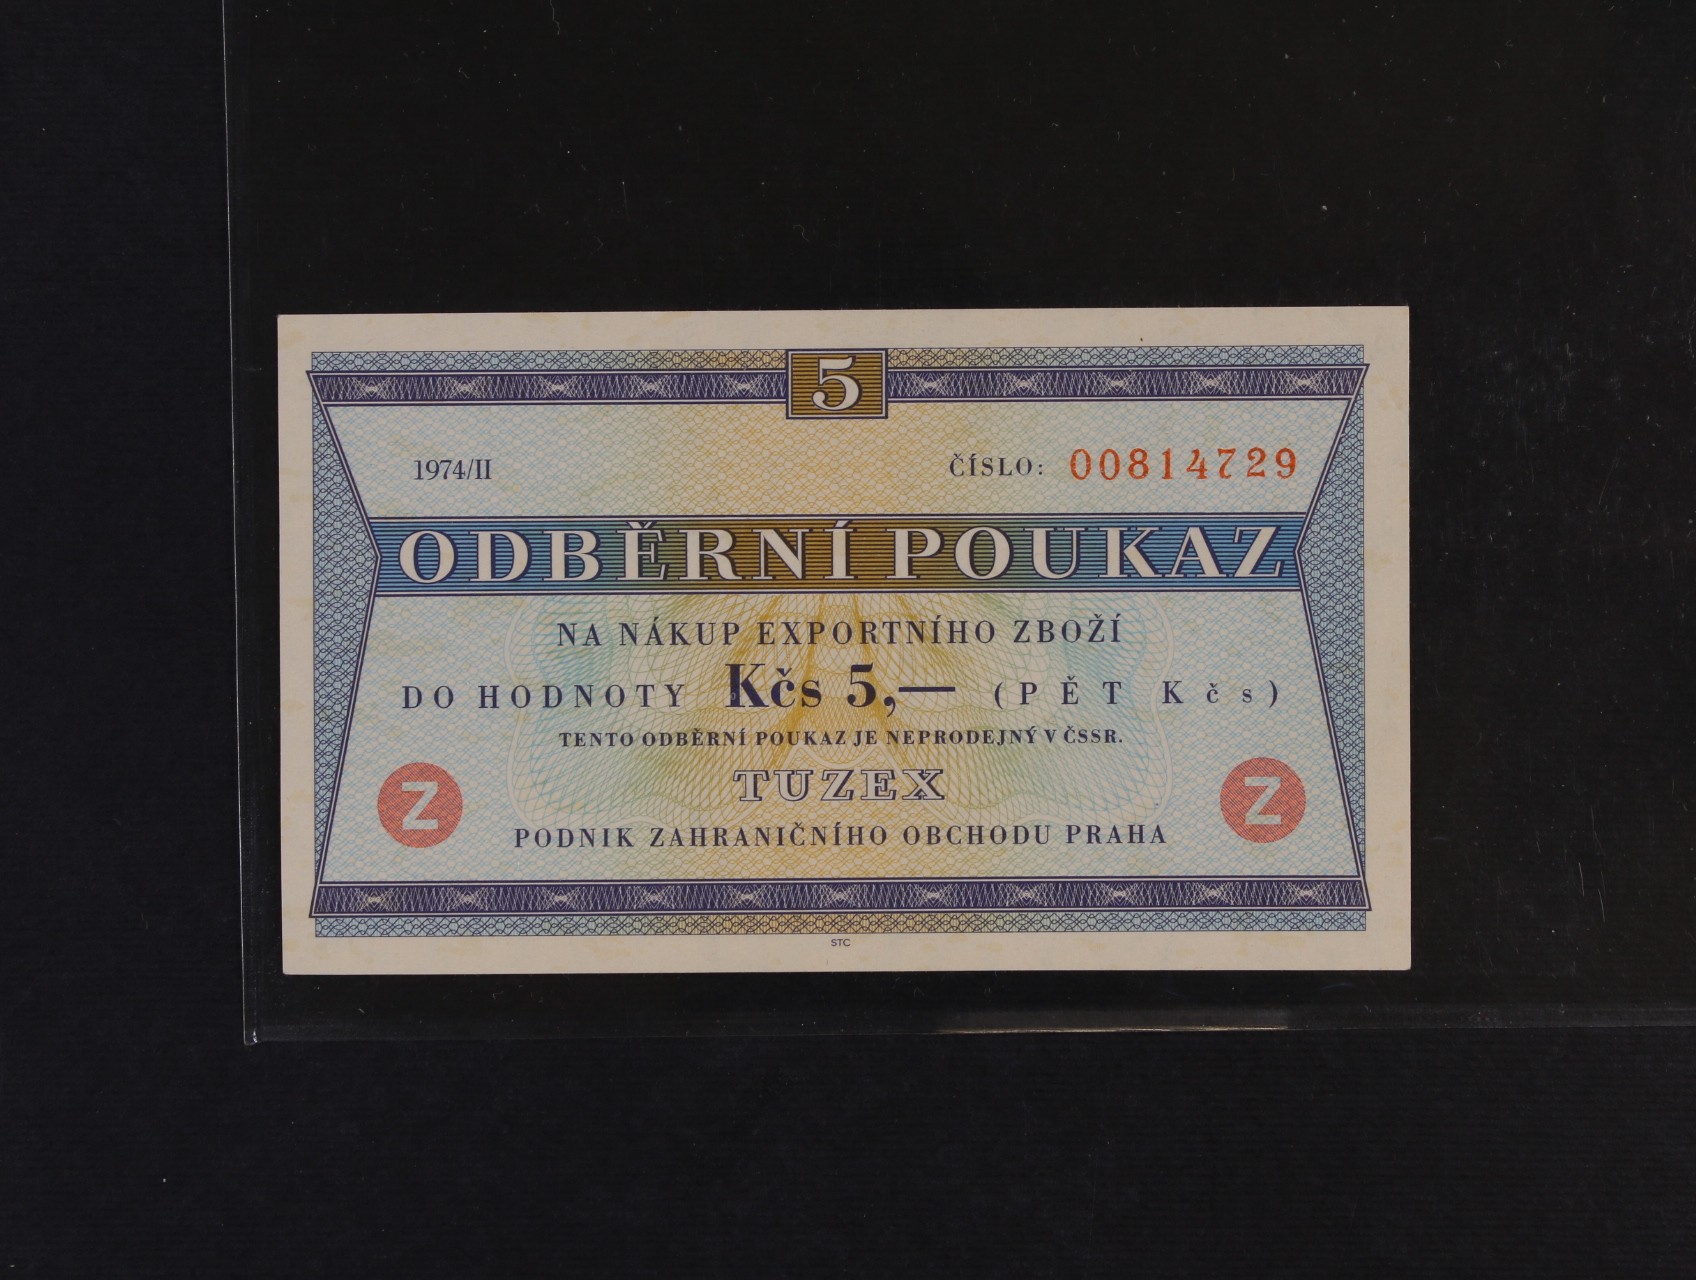 5
1974/II ČÍSLO: 00814729
ODBĚRNÍ POUKAZ
NA NÁKUP EXPORTNÍHO ZBOŽÍ
DO HODNOTY Kčs 5,— (PĚT Kčs)
TENTO ODBĚRNÍ POUKAZ JE NEPRODEJNÝ V ČSSR.
TUZEX
Z Z
PODNIK ZAHRANIČNÍHO OBCHODU PRAHA
STC